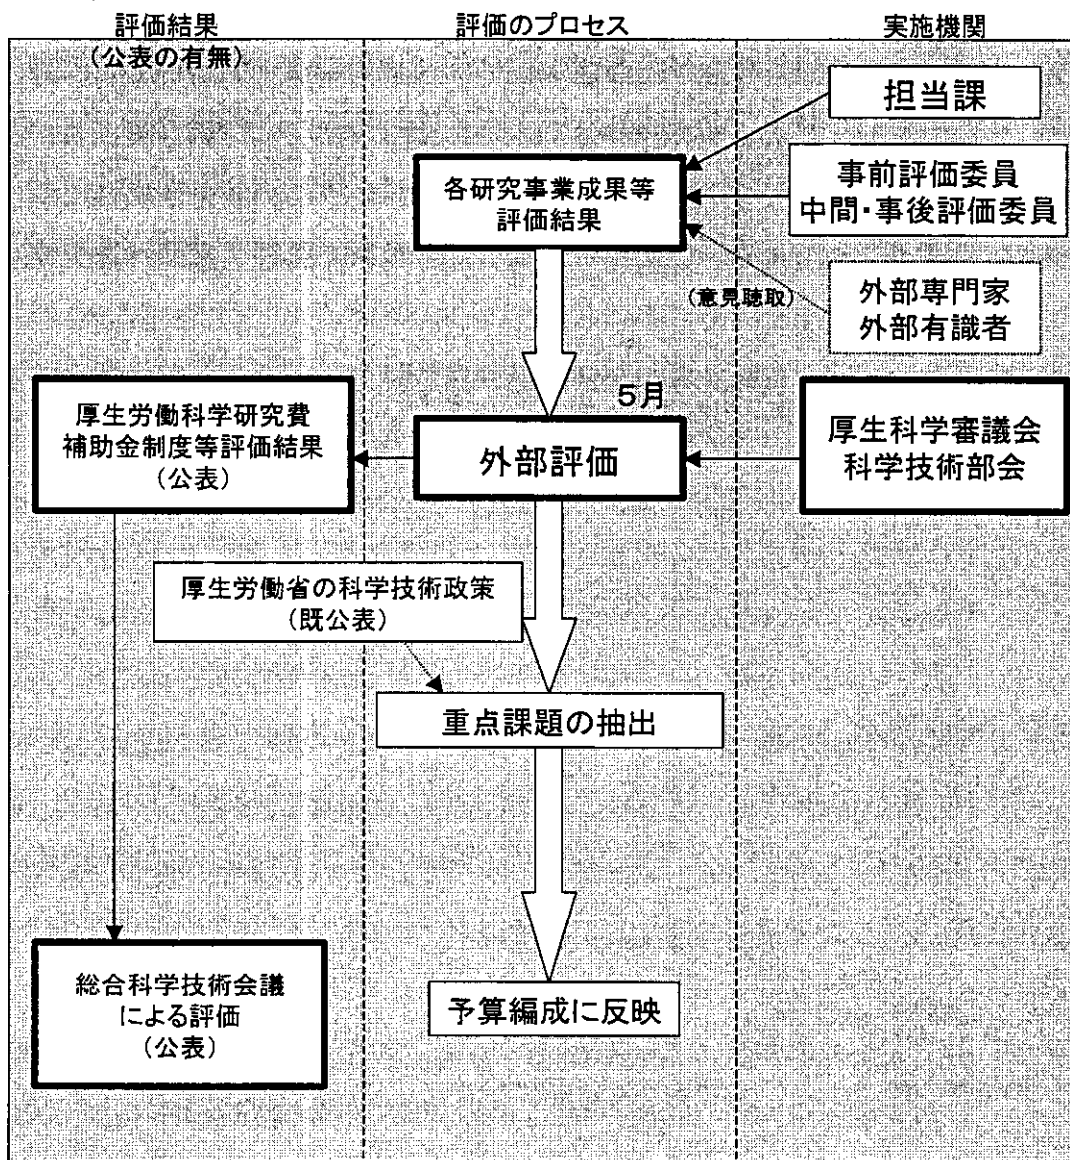 評価結果
(公表の有無)
評価のプロセス
実施機関
担当課
各研究事業成果等
評価結果
事前評価委員
中間・事後評価委員
(意見聴取)
外部専門家
外部有識者
5月
厚生労働科学研究費
補助金制度等評価結果
(公表)
外部評価
厚生科学審議会
科学技術部会
厚生労働省の科学技術政策
(既公表)
重点課題の抽出
総合科学技術会議
による評価
(公表)
予算編成に反映